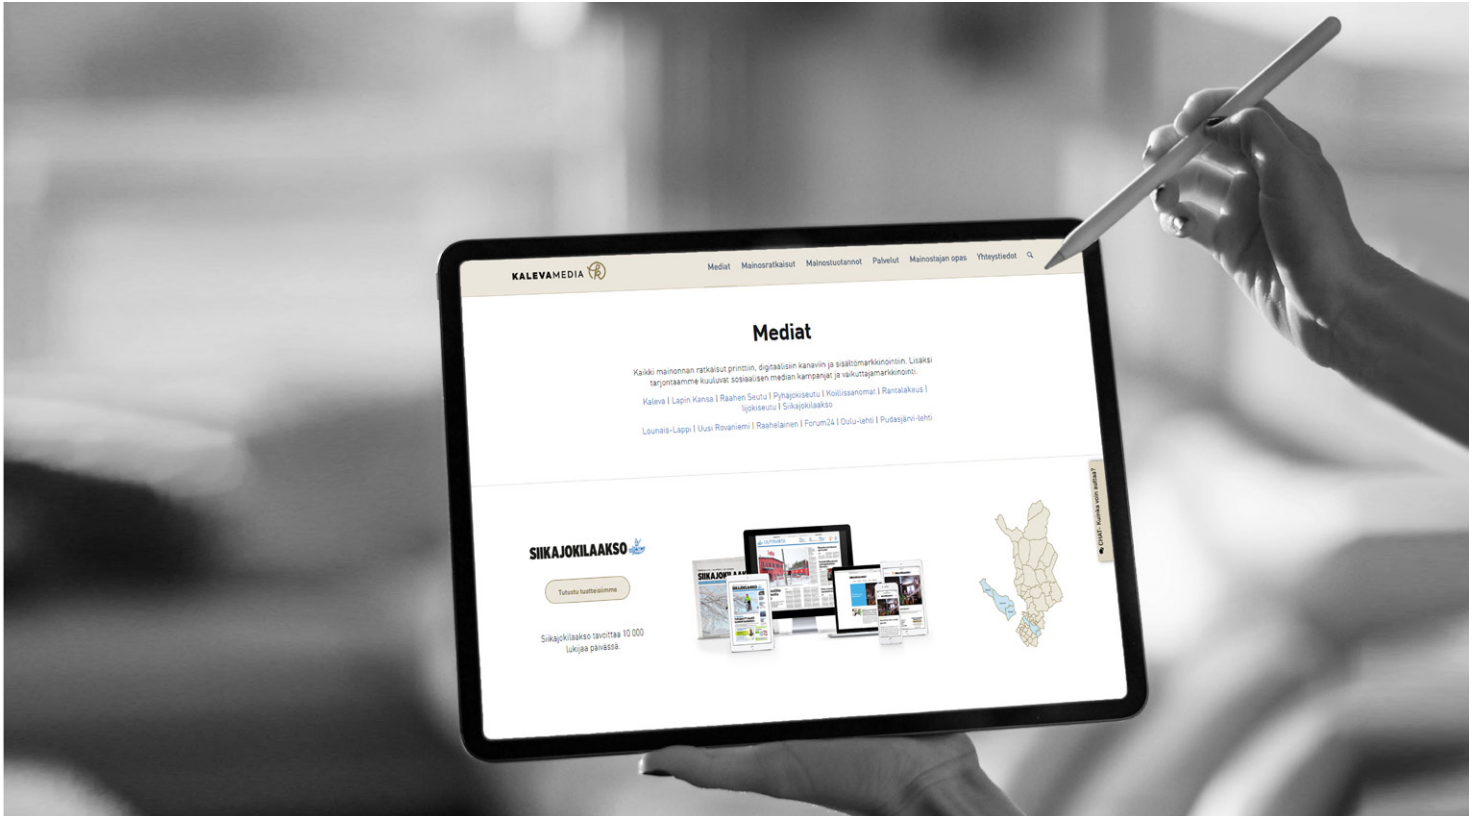 KALEVAMEDIA
Mediat Mainosratkaisut Mainostuotannot Palvelut Mainostajan opas Yhteystiedot
Mediat
Kaikki mainonnan ratkaisut printtiin, digitaalisiin kanaviin ja sisältömarkkinointiin. Lisäksi
tarjontaamme kuuluvat sosiaalisen median kampanjat ja vaikuttajamarkkinointi.
Kaleva | Lapin Kansa | Raahen Seutu | Pyhäjokiseutu | Koillissanomat | Rantalakeus |
Iijokiseutu | Siikajokilaakso
Lounais-Lappi | Uusi Rovaniemi | Raahelainen | Forum24 | Oulu-lehti | Pudasjärvi-lehti
CHAT- Kuinka voin auttaa?
SIIKAJOKILAAKSO
Tutustu tuotteisiimme
Siikajokilaakso tavoittaa 10 000
lukijaa päivässä.